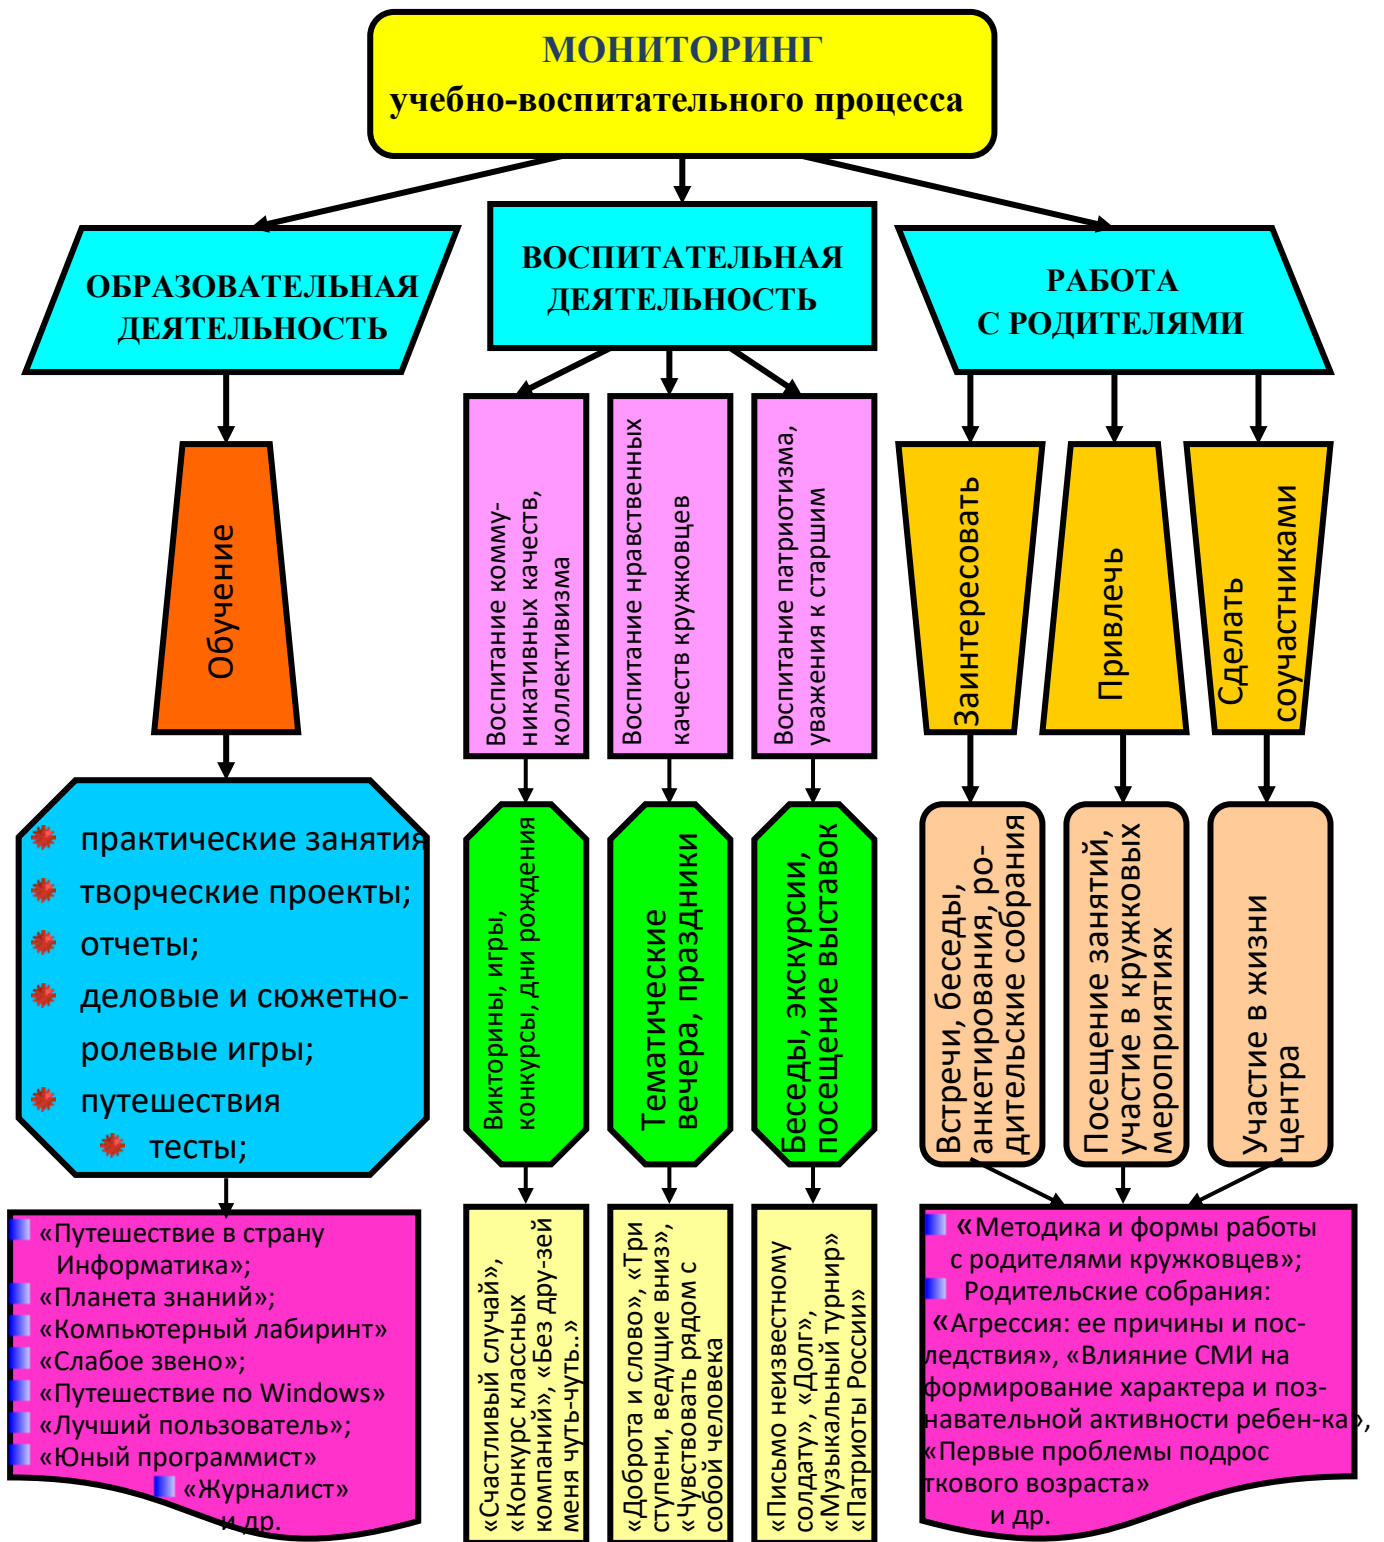 МОНИТОРИНГ
учебно-воспитательного процесса
ОБРАЗОВАТЕЛЬНАЯ
ДЕЯТЕЛЬНОСТЬ
ВОСПИТАТЕЛЬНАЯ
ДЕЯТЕЛЬНОСТЬ
РАБОТА
С РОДИТЕЛЯМИ
Обучение
Воспитание комму-
никативных качеств,
коллективизма
Воспитание нравственных
качеств кружковцев
Воспитание патриотизма,
уважения к старшим
Заинтересовать
Привлечь
Сделать
соучастниками
практические занятия
творческие проекты;
отчеты;
деловые и сюжетно-
ролевые игры;
путешествия
тесты;
Викторины, игры,
конкурсы, дни рождения
Тематические
вечера, праздники
Беседы, экскурсии,
посещение выставок
Встречи, беседы,
анкетирования, ро-
дительские собрания
Посещение занятий,
участие в кружковых
мероприятиях
Участие в жизни
центра
«Путешествие в страну
Информатика»;
«Планета знаний»;
«Компьютерный лабиринт»
«Слабое звено»;
«Путешествие по Windows»
«Лучший пользователь»;
«Юный программист»
«Журналист»
и др.
«Счастливый случай»,
«Конкурс классных
компаний», «Без дру-зей
меня чуть-чуть..»
«Доброта и слово», «Три
ступени, ведущие вниз»,
«Чувствовать рядом с
собой человека
«Письмо неизвестному
солдату», «Долг»,
«Музыкальный турнир»
«Патриоты России»
«Методика и формы работы
с родителями кружковцев»;
Родительские собрания:
«Агрессия: ее причины и пос-
ледствия», «Влияние СМИ на
формирование характера и поз-
навательной активности ребен-ка»,
«Первые проблемы подрос
ткового возраста»
и др.